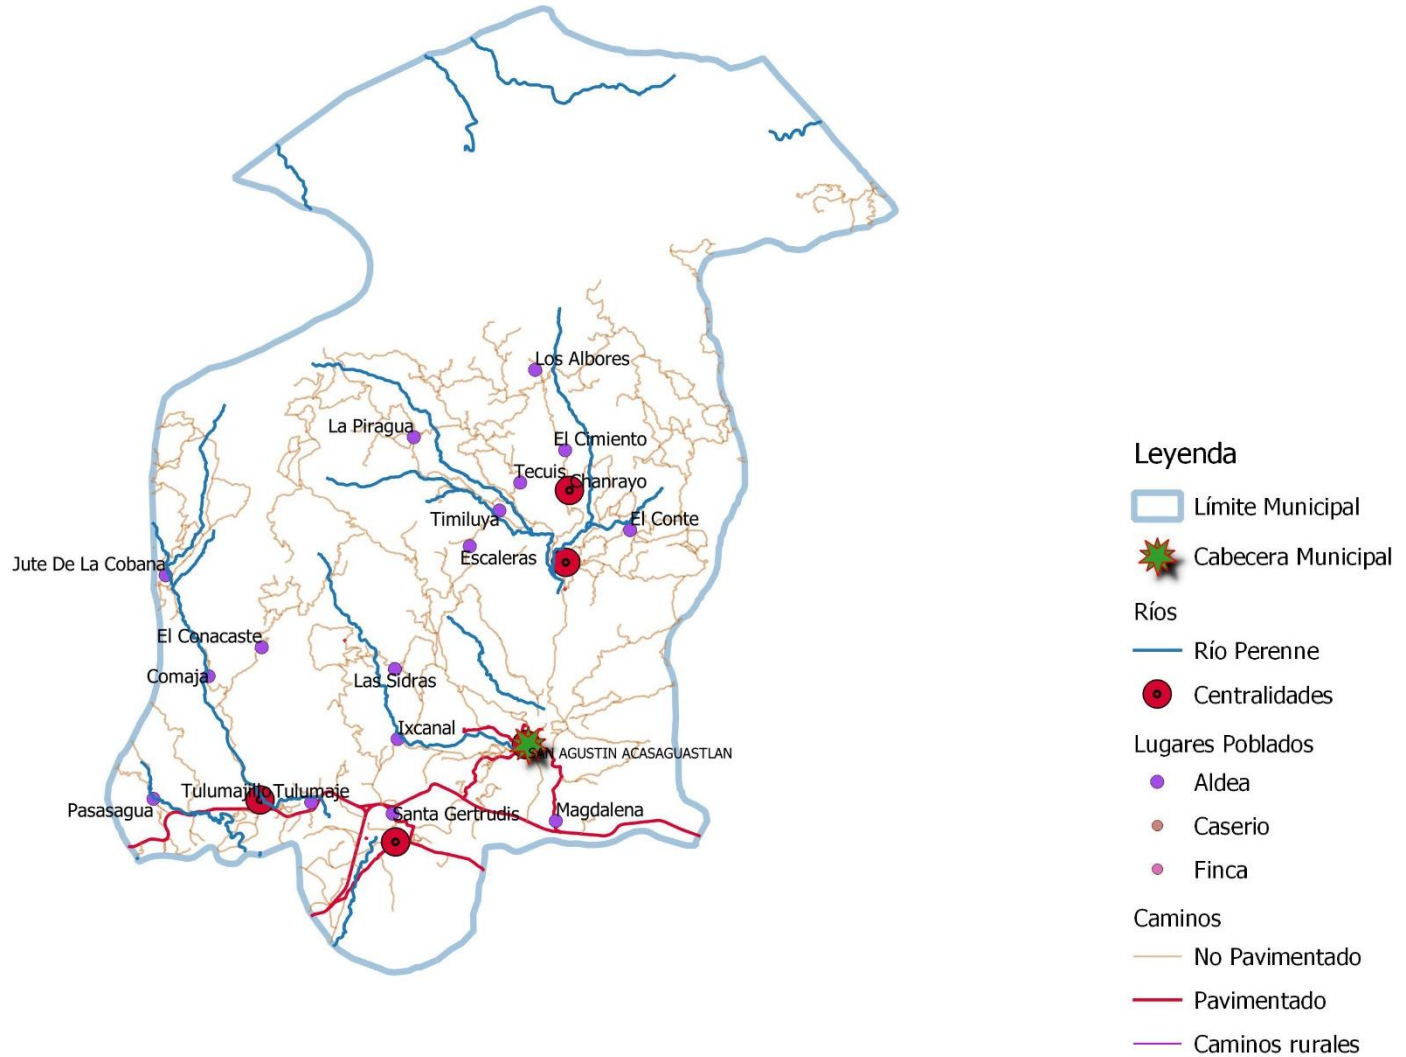 Los Albores
La Piragua
El Cimiento
Tecuis
Chanrayo
Timiluya
El Conte
Escaleras
Jute De La Cobana
El Conacaste
Comaja
Las Sidras
Ixcanal
SAN AGUSTIN ACASAGUASTLAN
Tulumajillo
Tulumaje
Pasasagua
Santa Gertrudis
Magdalena
Leyenda
Límite Municipal
Cabecera Municipal
Ríos
Río Perenne
Centralidades
Lugares Poblados
Aldea
Caserio
Finca
Caminos
No Pavimentado
Pavimentado
Caminos rurales